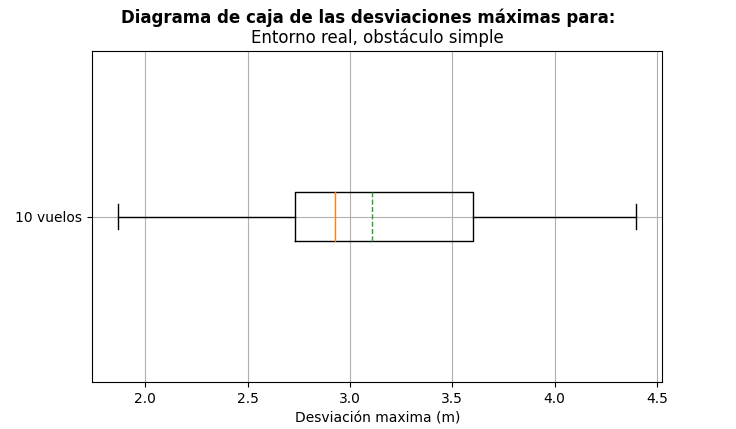 Diagrama de caja de las desviaciones máximas para:
Entorno real, obstáculo simple
10 vuelos
2.0 2.5 3.0 3.5 4.0 4.5
Desviación maxima (m)